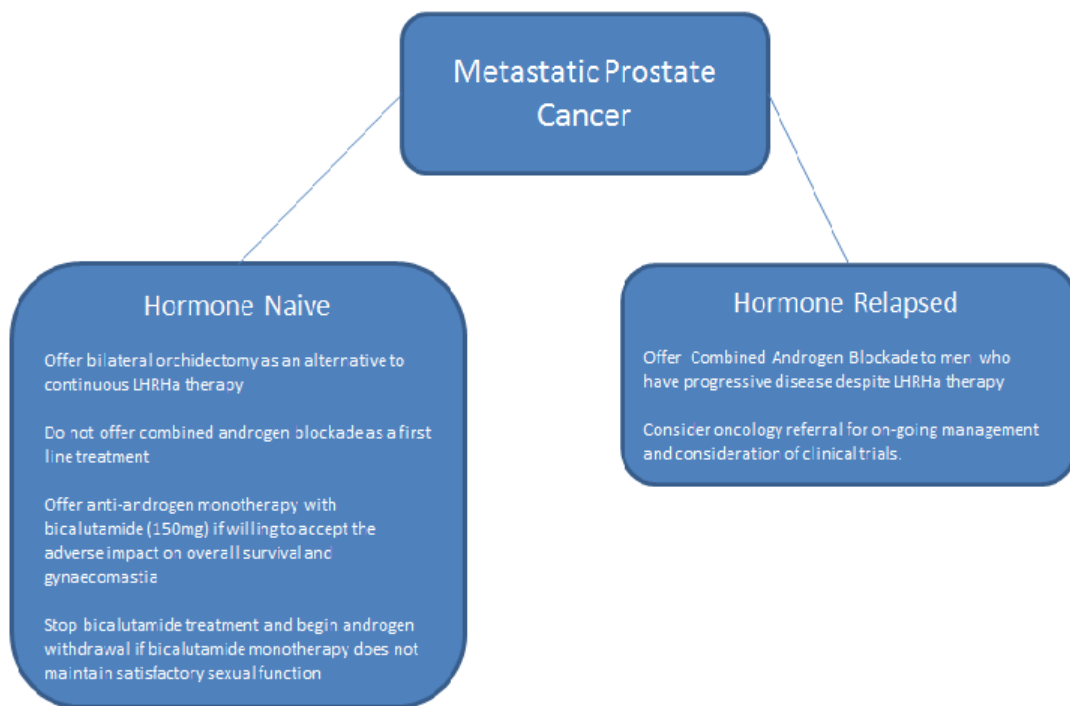 Metastatic Prostate
Cancer
Hormone Naive
Offer bilateral orchidectomy as an alternative to
continuous LHRHa therapy
Do not offer combined androgen blockade as a first
line treatment
Offer anti-androgen monotherapy with
bicalutamide (150mg) if willing to accept the
adverse impact on overall survival and
gynaecomastia
Stop bicalutamide treatment and begin androgen
withdrawal if bicalutamide monotherapy does not
maintain satisfactory sexual function
Hormone Relapsed
Offer Combined Androgen Blockade to men who
have progressive disease despite LHRHa therapy
Consider oncology referral for on-going management
and consideration of clinical trials.